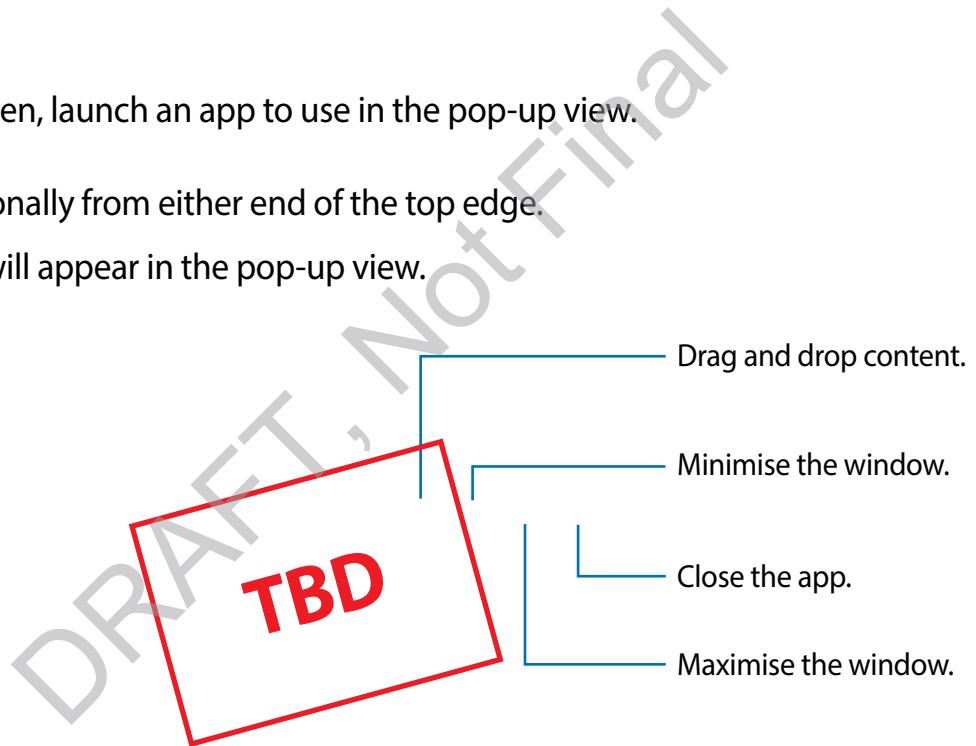 en, launch an app to use in the pop-up view.
onally from either end of the top edge.
will appear in the pop-up view.
Drag and drop content.
Minimise the window.
Close the app.
Maximise the window.
TBD
DRAFT, Not Final